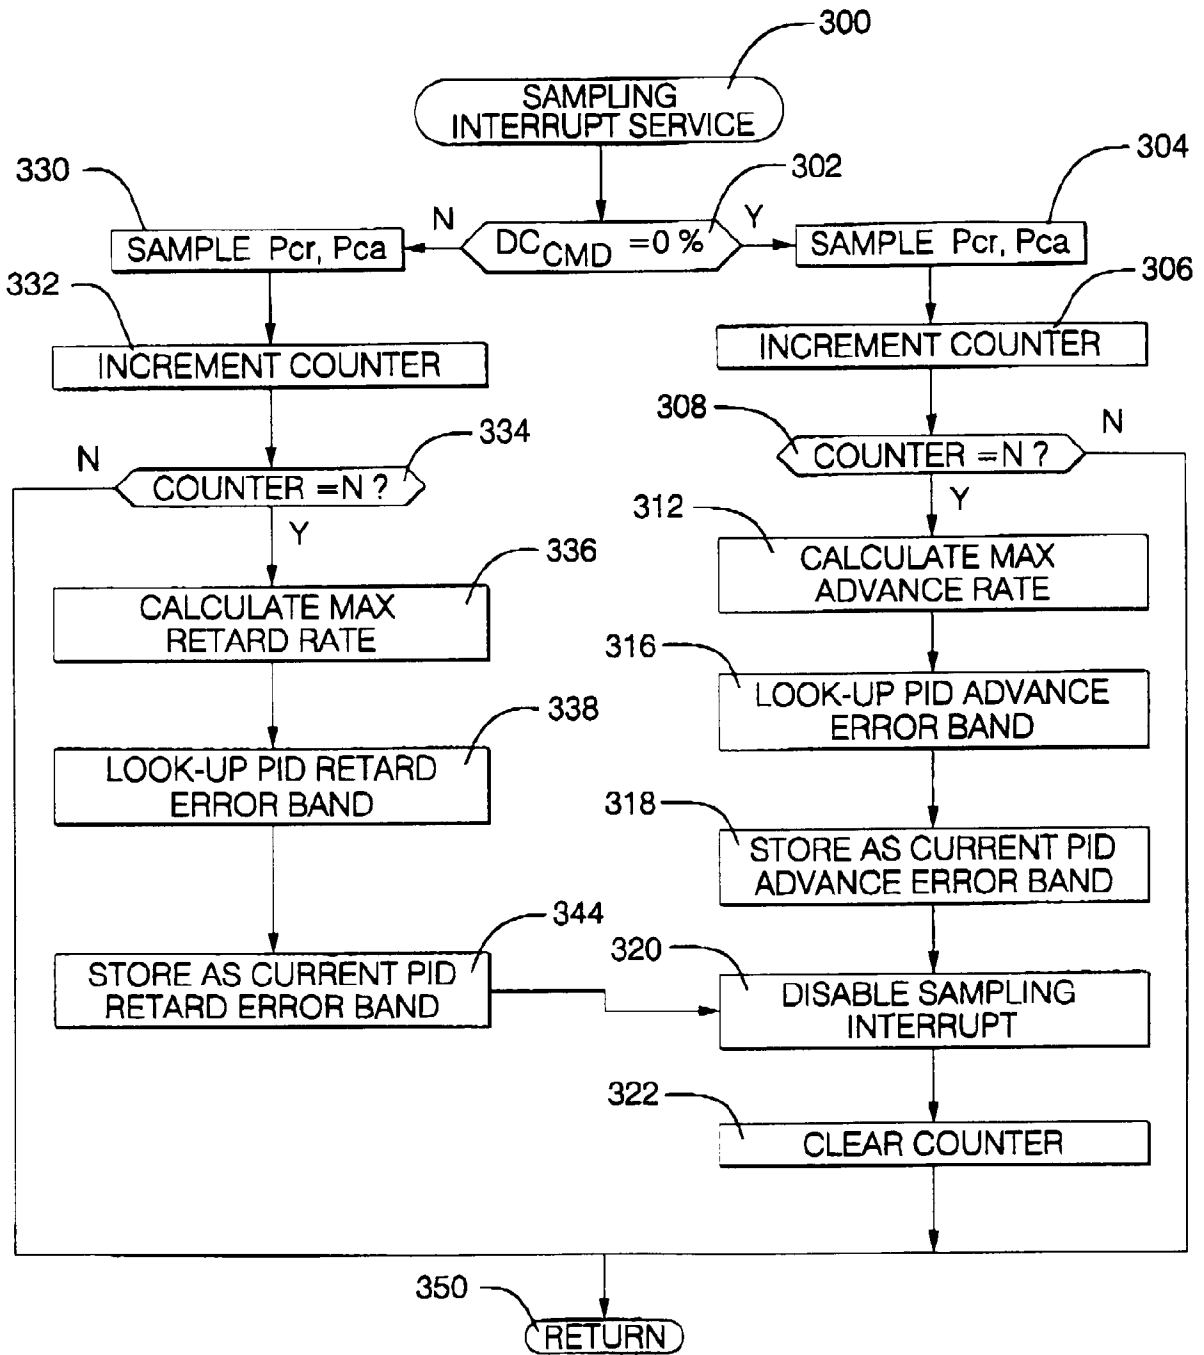 300
SAMPLING
INTERRUPT SERVICE
302
304
330
N
DC CMD =0 %
Y
SAMPLE Pcr, Pca
SAMPLE Pcr, Pca
332
306
INCREMENT COUNTER
INCREMENT COUNTER
334
308
N
N
COUNTER =N ?
COUNTER =N ?
Y
Y
312
336
CALCULATE MAX
ADVANCE RATE
CALCULATE MAX
RETARD RATE
316
338
LOOK-UP PID ADVANCE
ERROR BAND
LOOK-UP PID RETARD
ERROR BAND
318
STORE AS CURRENT PID
ADVANCE ERROR BAND
344
320
STORE AS CURRENT PID
RETARD ERROR BAND
DISABLE SAMPLING
INTERRUPT
322
CLEAR COUNTER
350
RETURN